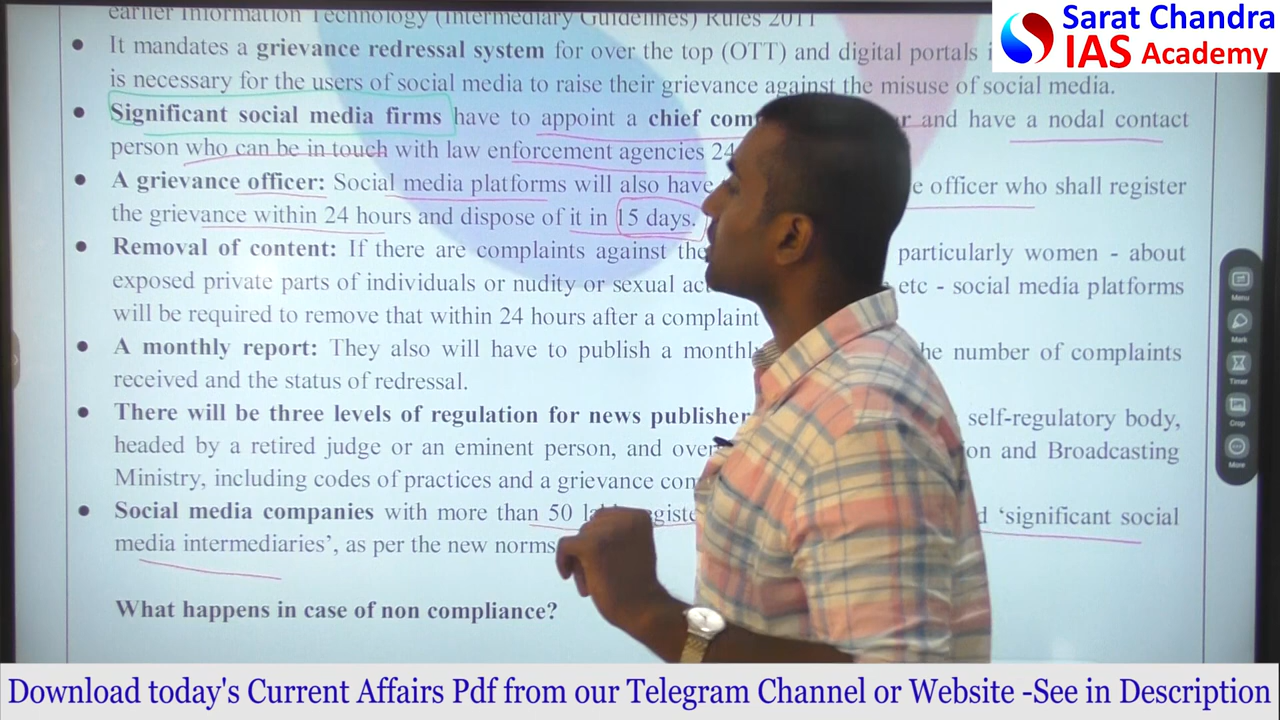 earlier Information Technology (Intermediary Guidelines) Rules 2011
Sarat Chandra
IAS Academy
● It mandates a grievance redressal system for over the top (OTT) and digital portals
is necessary for the users of social media to raise their grievance against the misuse of social media.
● Significant social media firms have to appoint a chief and have a nodal contact
person who can be in touch with law enforcement agencies
● A grievance officer: Social media platforms will also have officer who shall register
the grievance within 24 hours and dispose of it in 15 days.
● Removal of content: If there are complaints against particularly women - about
exposed private parts of individuals or nudity or sexual etc - social media platforms
will be required to remove that within 24 hours after a complaint
● A monthly report: They also will have to publish a number of complaints
received and the status of redressal.
● There will be three levels of regulation for news self-regulatory body,
headed by a retired judge or an eminent person, and and Broadcasting
Ministry, including codes of practices and a grievance
● Social media companies with more than 50 ‘significant social
media intermediaries’, as per the new norms
What happens in case of non compliance?
Menu
Mark
Timer
Crop
More
Download today's Current Affairs Pdf from our Telegram Channel or Website -See in Description